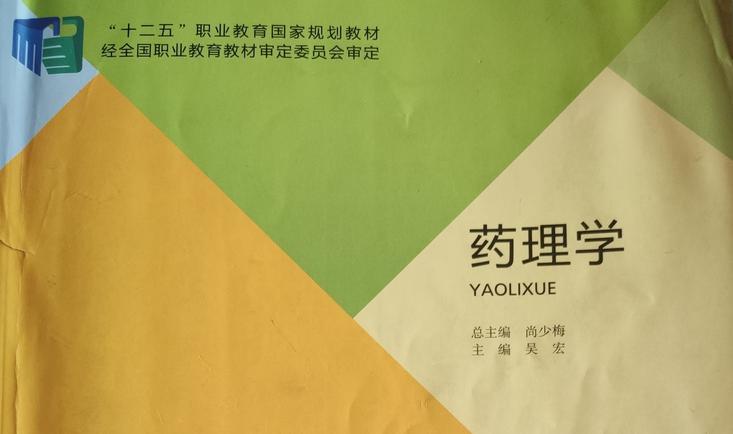 “十二五”职业教育国家规划教材
经全国职业教育教材审定委员会审定
药理学
YAOLIXUE
总主编 尚少梅
主 编 吴 宏